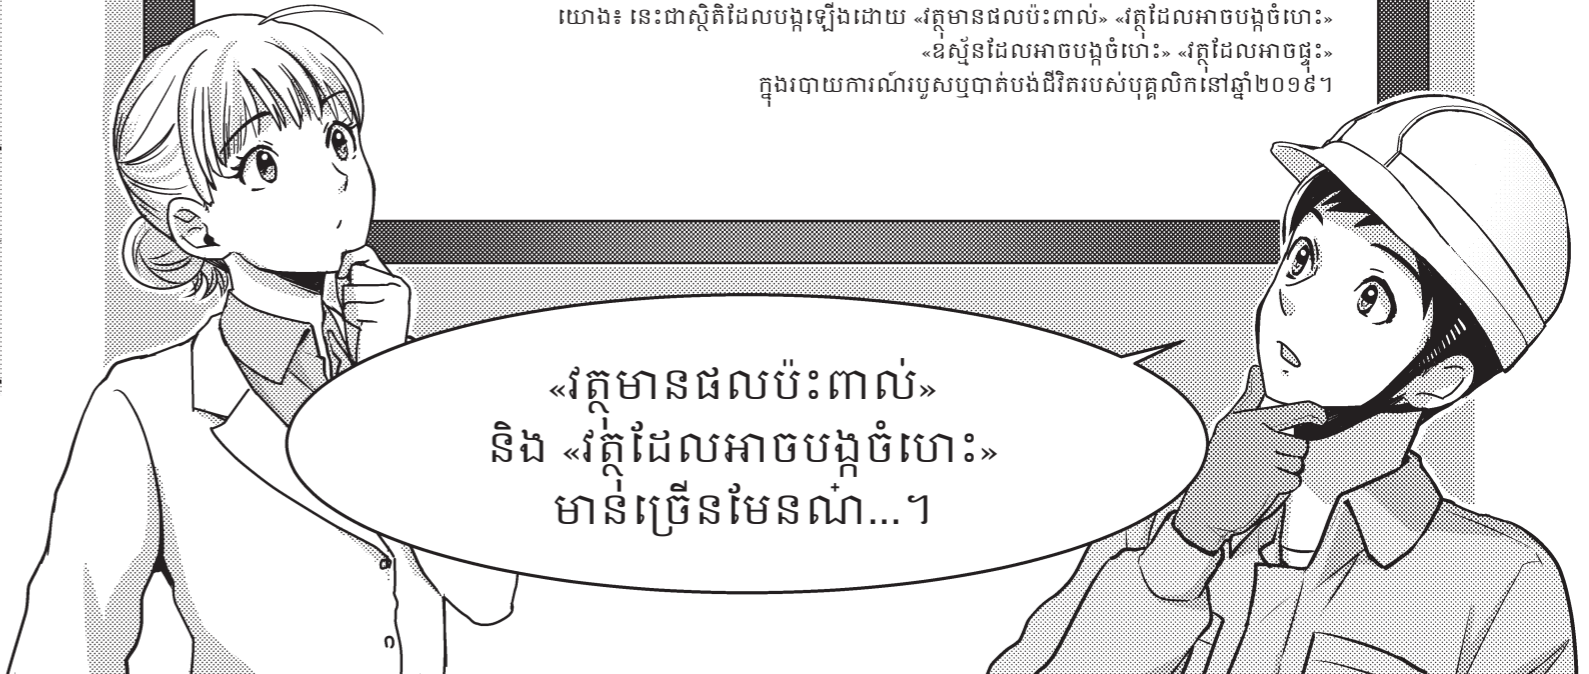 យោង៖ នេះជាស្ថិតិដែលបង្កឡើងដោយ «វត្ថុមានផលប៉ះពាល់» «វត្ថុដែលអាចបង្កចំហេះ»
«ឧស្ម័នដែលអាចបង្កចំហេះ» «វត្ថុដែលអាចផ្ទុះ»
ក្នុងរបាយការណ៍របួសឬបាត់បង់ជីវិតរបស់បុគ្គលិកនៅឆ្នាំ២០១៩។
«វត្ថុមានផលប៉ះពាល់»
និង «វត្ថុដែលអាចបង្កចំហេះ»
មានច្រើនមែនណ៎...។